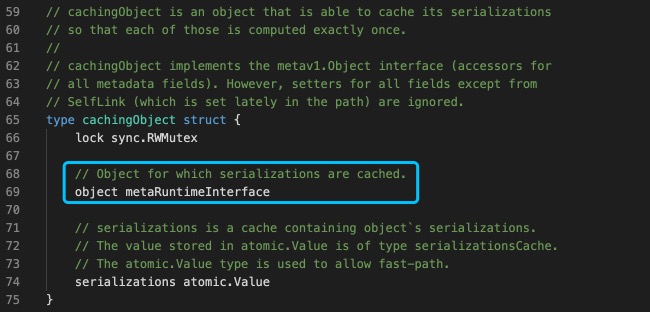 59 // cachingObject is an object that is able to cache its serializations
60 // so that each of those is computed exactly once.
61 //
62 // cachingObject implements the metav1.Object interface (accessors for
63 // all metadata fields). However, setters for all fields except from
64 // SelfLink (which is set lately in the path) are ignored.
65 type cachingObject struct {
66 lock sync.RWMutex
67
68 // Object for which serializations are cached.
69 object metaRuntimeInterface
70
71 // serializations is a cache containing object`s serializations.
72 // The value stored in atomic.Value is of type serializationsCache.
73 // The atomic.Value type is used to allow fast-path.
74 serializations atomic.Value
75 }